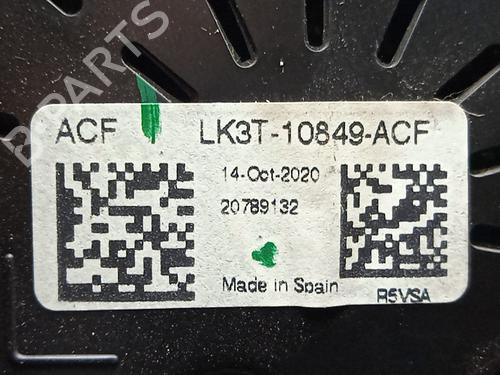 B-PARTS
ACF LK3T-10849-ACF
14-Oct-2020
20789132
Made in Spain
R5VSA